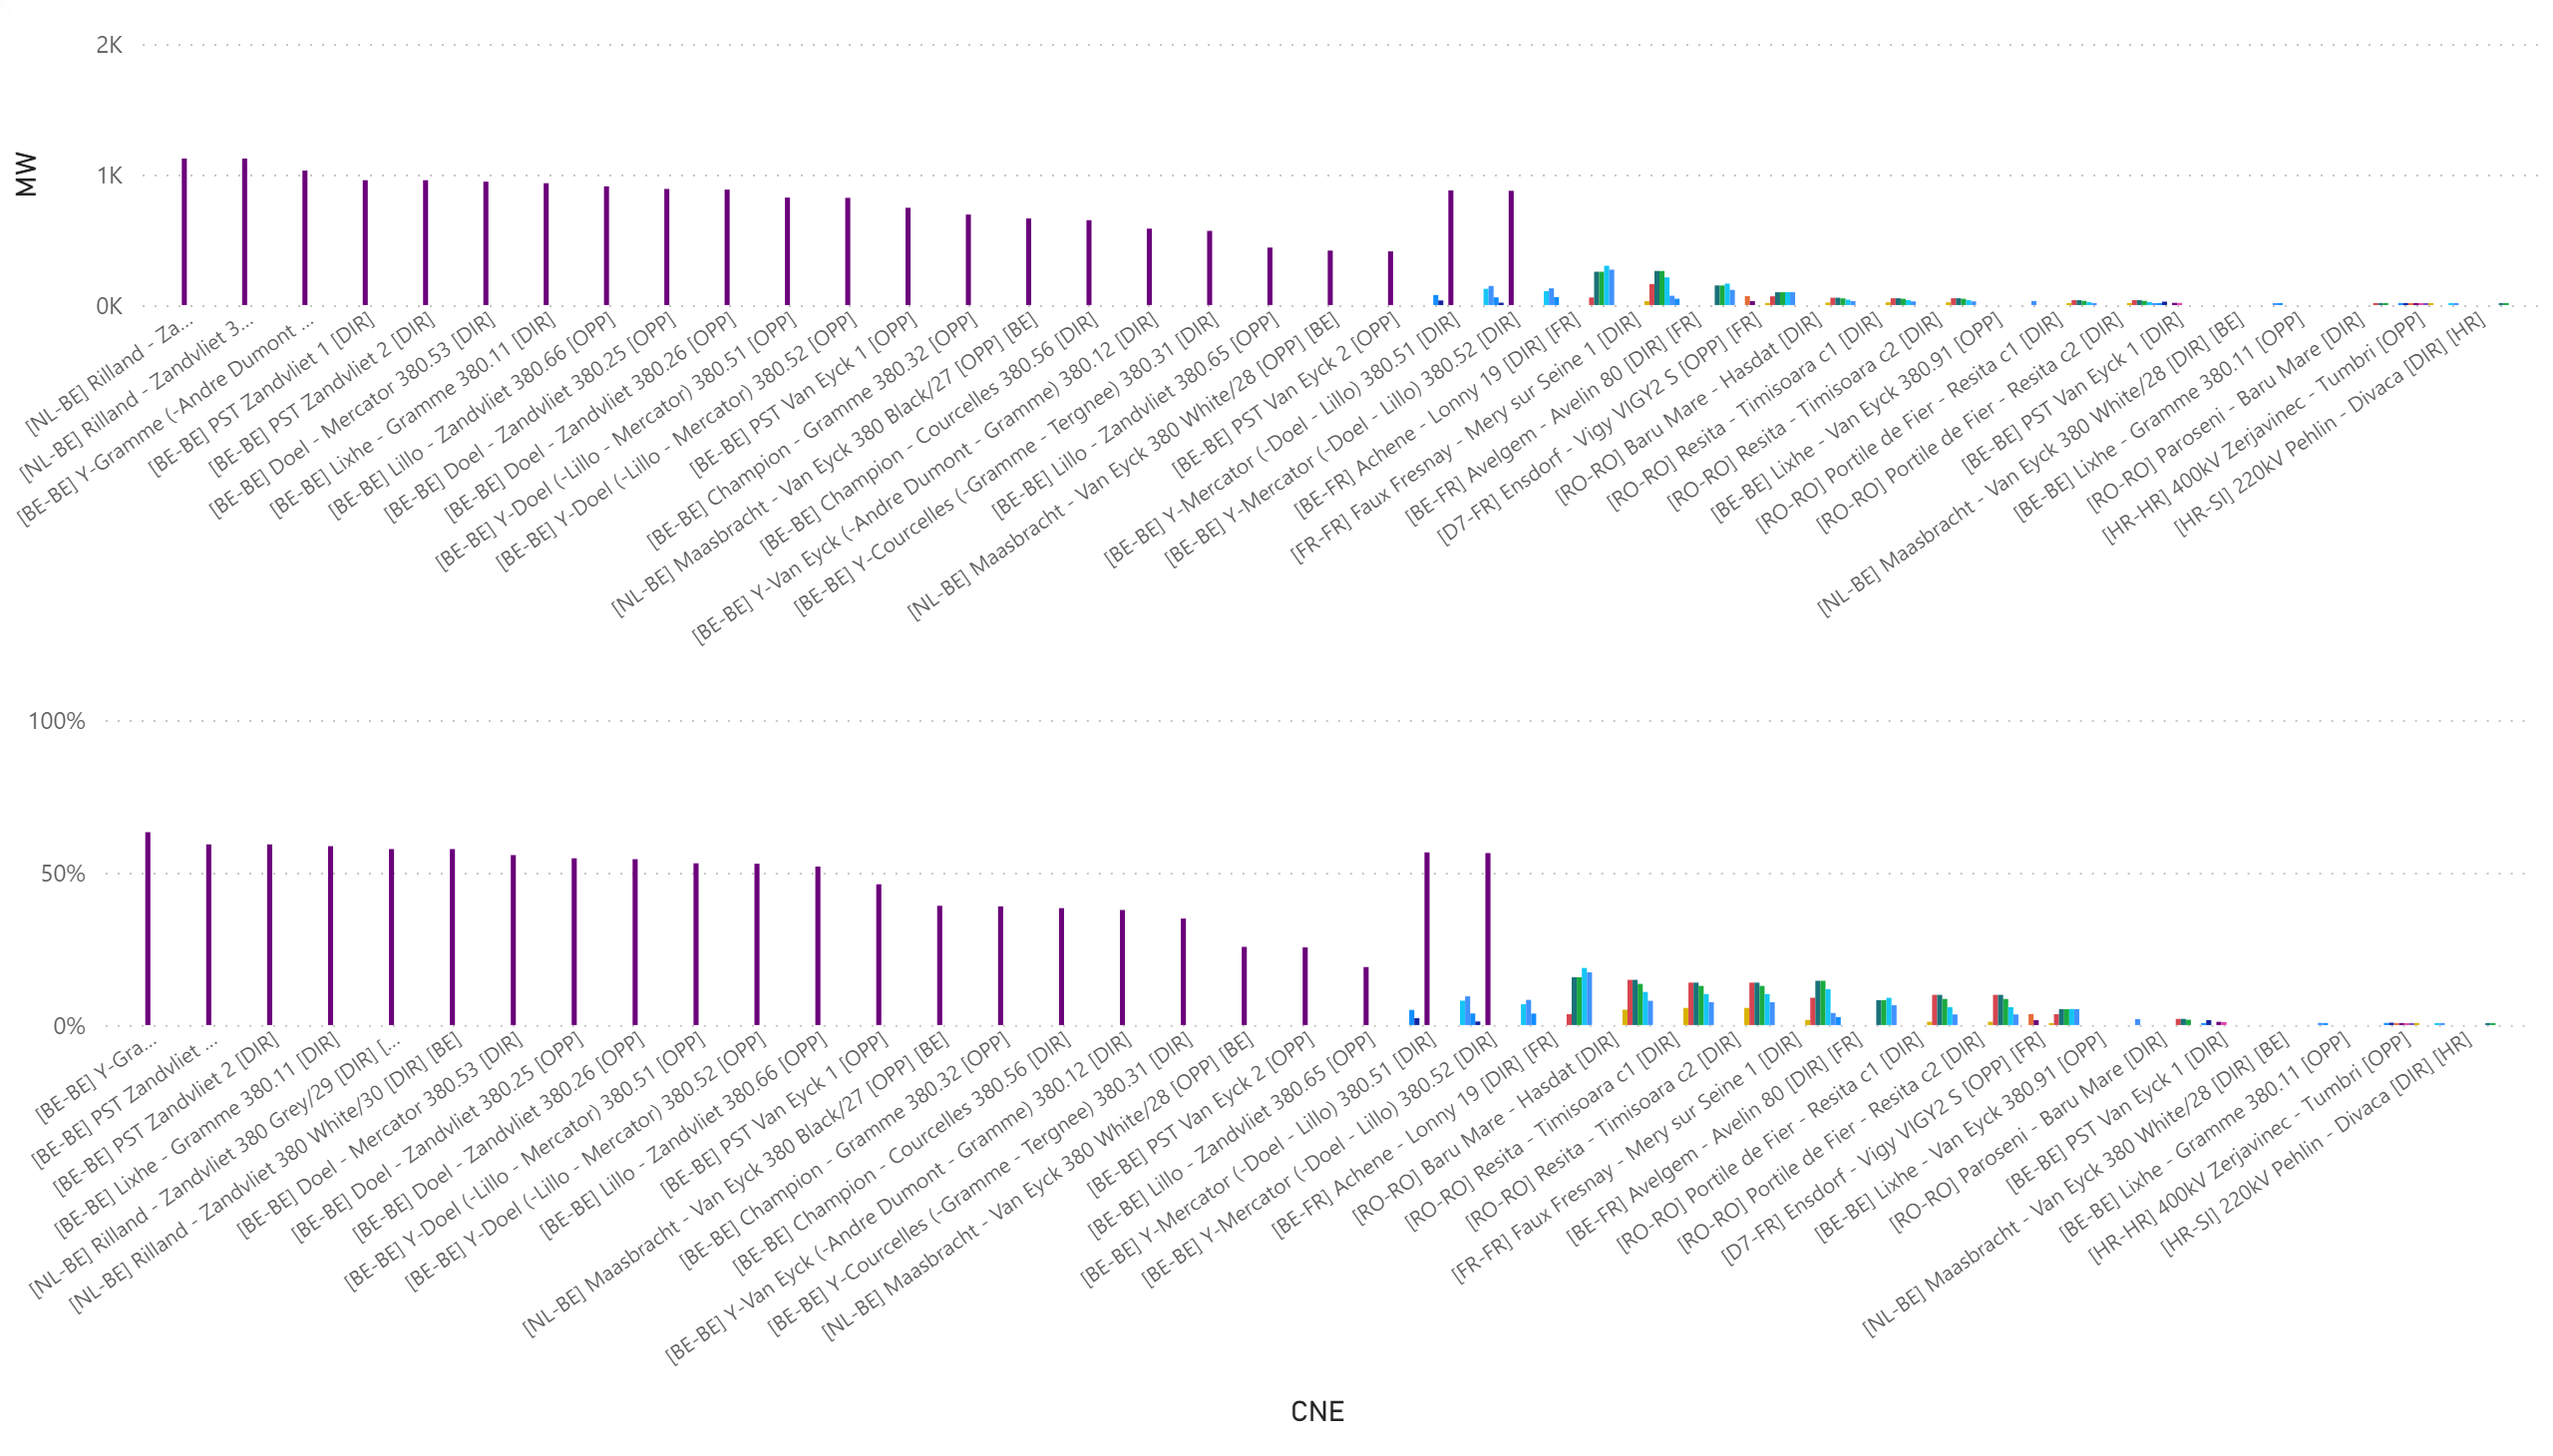 2K
1K
0K
MW
[NL-BE] Rilland - Za...
[NL-BE] Rilland - Zandvliet 3...
[BE-BE] Y-Gramme (-Andre Dumont ...
[BE-BE] PST Zandvliet 1 [DIR]
[BE-BE] PST Zandvliet 2 [DIR]
[BE-BE] Doel - Mercator 380.53 [DIR]
[BE-BE] Lixhe - Gramme 380.11 [DIR]
[BE-BE] Lillo - Zandvliet 380.66 [OPP]
[BE-BE] Doel - Zandvliet 380.25 [OPP]
[BE-BE] Doel - Zandvliet 380.26 [OPP]
[BE-BE] Y-Doel (-Lillo - Mercator) 380.51 [OPP]
[BE-BE] Y-Doel (-Lillo - Mercator) 380.52 [OPP]
[BE-BE] PST Van Eyck 1 [OPP]
[BE-BE] Champion - Gramme 380.32 [OPP]
[NL-BE] Maasbracht - Van Eyck 380 Black/27 [OPP] [BE]
[BE-BE] Champion - Courcelles 380.56 [DIR]
[BE-BE] Y-Van Eyck (-Andre Dumont - Gramme) 380.12 [DIR]
[BE-BE] Y-Courcelles (-Gramme - Tergnee) 380.31 [DIR]
[BE-BE] Lillo - Zandvliet 380.65 [OPP]
[NL-BE] Maasbracht - Van Eyck 380 White/28 [OPP] [BE]
[BE-BE] PST Van Eyck 2 [OPP]
[BE-BE] Y-Mercator (-Doel - Lillo) 380.51 [DIR]
[BE-BE] Y-Mercator (-Doel - Lillo) 380.52 [DIR]
[BE-FR] Achene - Lonny 19 [DIR] [FR]
[FR-FR] Faux Fresnay - Mery sur Seine 1 [DIR]
[BE-FR] Avelgem - Avelin 80 [DIR] [FR]
[D7-FR] Ensdorf - Vigy VIGY2 S [OPP] [FR]
[RO-RO] Baru Mare - Hasdat [DIR]
[RO-RO] Resita - Timisoara c1 [DIR]
[RO-RO] Resita - Timisoara c2 [DIR]
[BE-BE] Lixhe - Van Eyck 380.91 [OPP]
[RO-RO] Portile de Fier - Resita c1 [DIR]
[RO-RO] Portile de Fier - Resita c2 [DIR]
[BE-BE] PST Van Eyck 1 [DIR]
[NL-BE] Maasbracht - Van Eyck 380 White/28 [DIR] [BE]
[BE-BE] Lixhe - Gramme 380.11 [OPP]
[RO-RO] Paroseni - Baru Mare [DIR]
[HR-HR] 400kV Zerjavinec - Tumbri [OPP]
[HR-SI] 220kV Pehlin - Divaca [DIR] [HR]
100%
50%
0%
[BE-BE] Y-Gra...
[BE-BE] PST Zandvliet ...
[BE-BE] PST Zandvliet 2 [DIR]
[BE-BE] Lixhe - Gramme 380.11 [DIR]
[NL-BE] Rilland - Zandvliet 380 Grey/29 [DIR] [...
[NL-BE] Rilland - Zandvliet 380 White/30 [DIR] [BE]
[BE-BE] Doel - Mercator 380.53 [DIR]
[BE-BE] Doel - Zandvliet 380.25 [OPP]
[BE-BE] Doel - Zandvliet 380.26 [OPP]
[BE-BE] Y-Doel (-Lillo - Mercator) 380.51 [OPP]
[BE-BE] Y-Doel (-Lillo - Mercator) 380.52 [OPP]
[BE-BE] Lillo - Zandvliet 380.66 [OPP]
[BE-BE] PST Van Eyck 1 [OPP]
[NL-BE] Maasbracht - Van Eyck 380 Black/27 [OPP] [BE]
[BE-BE] Champion - Gramme 380.32 [OPP]
[BE-BE] Champion - Courcelles 380.56 [DIR]
[BE-BE] Y-Van Eyck (-Andre Dumont - Gramme) 380.12 [DIR]
[BE-BE] Y-Courcelles (-Gramme - Tergnee) 380.31 [DIR]
[NL-BE] Maasbracht - Van Eyck 380 White/28 [OPP] [BE]
[BE-BE] PST Van Eyck 2 [OPP]
[BE-BE] Lillo - Zandvliet 380.65 [OPP]
[BE-BE] Y-Mercator (-Doel - Lillo) 380.51 [DIR]
[BE-BE] Y-Mercator (-Doel - Lillo) 380.52 [DIR]
[BE-FR] Achene - Lonny 19 [DIR] [FR]
[RO-RO] Baru Mare - Hasdat [DIR]
[RO-RO] Resita - Timisoara c1 [DIR]
[RO-RO] Resita - Timisoara c2 [DIR]
[FR-FR] Faux Fresnay - Mery sur Seine 1 [DIR]
[BE-FR] Avelgem - Avelin 80 [DIR] [FR]
[RO-RO] Portile de Fier - Resita c1 [DIR]
[RO-RO] Portile de Fier - Resita c2 [DIR]
[D7-FR] Ensdorf - Vigy VIGY2 S [OPP] [FR]
[BE-BE] Lixhe - Van Eyck 380.91 [OPP]
[RO-RO] Paroseni - Baru Mare [DIR]
[BE-BE] PST Van Eyck 1 [DIR]
[NL-BE] Maasbracht - Van Eyck 380 White/28 [DIR] [BE]
[BE-BE] Lixhe - Gramme 380.11 [OPP]
[HR-HR] 400kV Zerjavinec - Tumbri [OPP]
[HR-SI] 220kV Pehlin - Divaca [DIR] [HR]
CNE